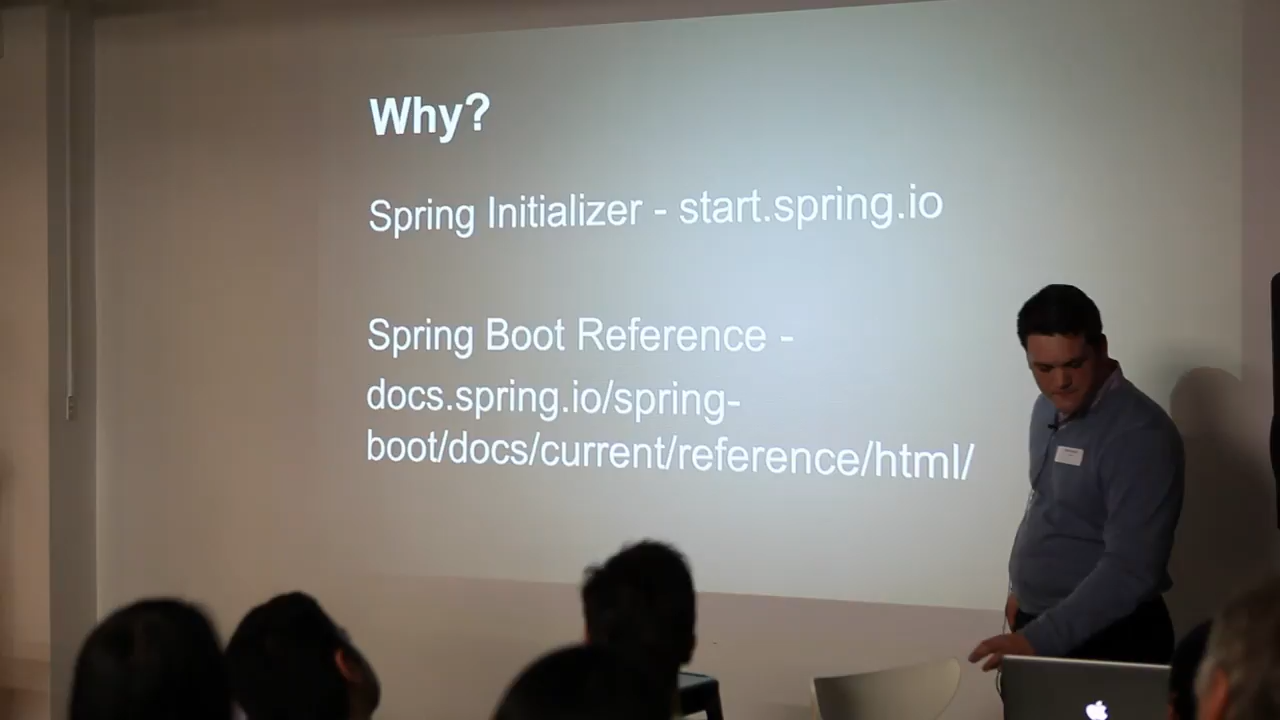 Why?
Spring Initializer - start.spring.io
Spring Boot Reference -
docs.spring.io/spring-
boot/docs/current/reference/html/